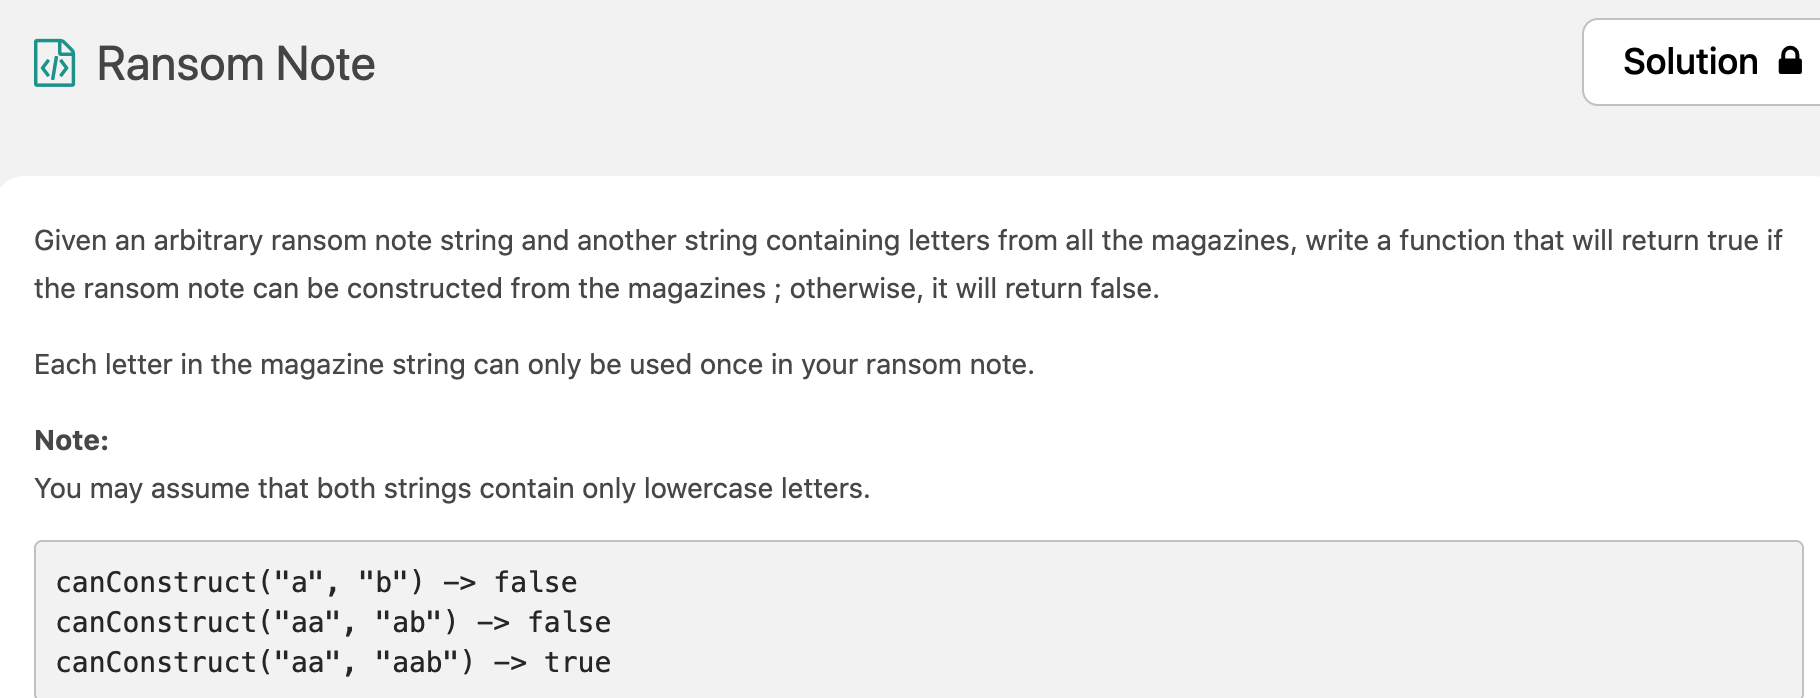 Ransom Note
Solution
Given an arbitrary ransom note string and another string containing letters from all the magazines, write a function that will return true if
the ransom note can be constructed from the magazines ; otherwise, it will return false.
Each letter in the magazine string can only be used once in your ransom note.
Note:
You may assume that both strings contain only lowercase letters.
canConstruct("a", "b") -> false
canConstruct("aa", "ab") -> false
canConstruct("aa", "aab") -> true